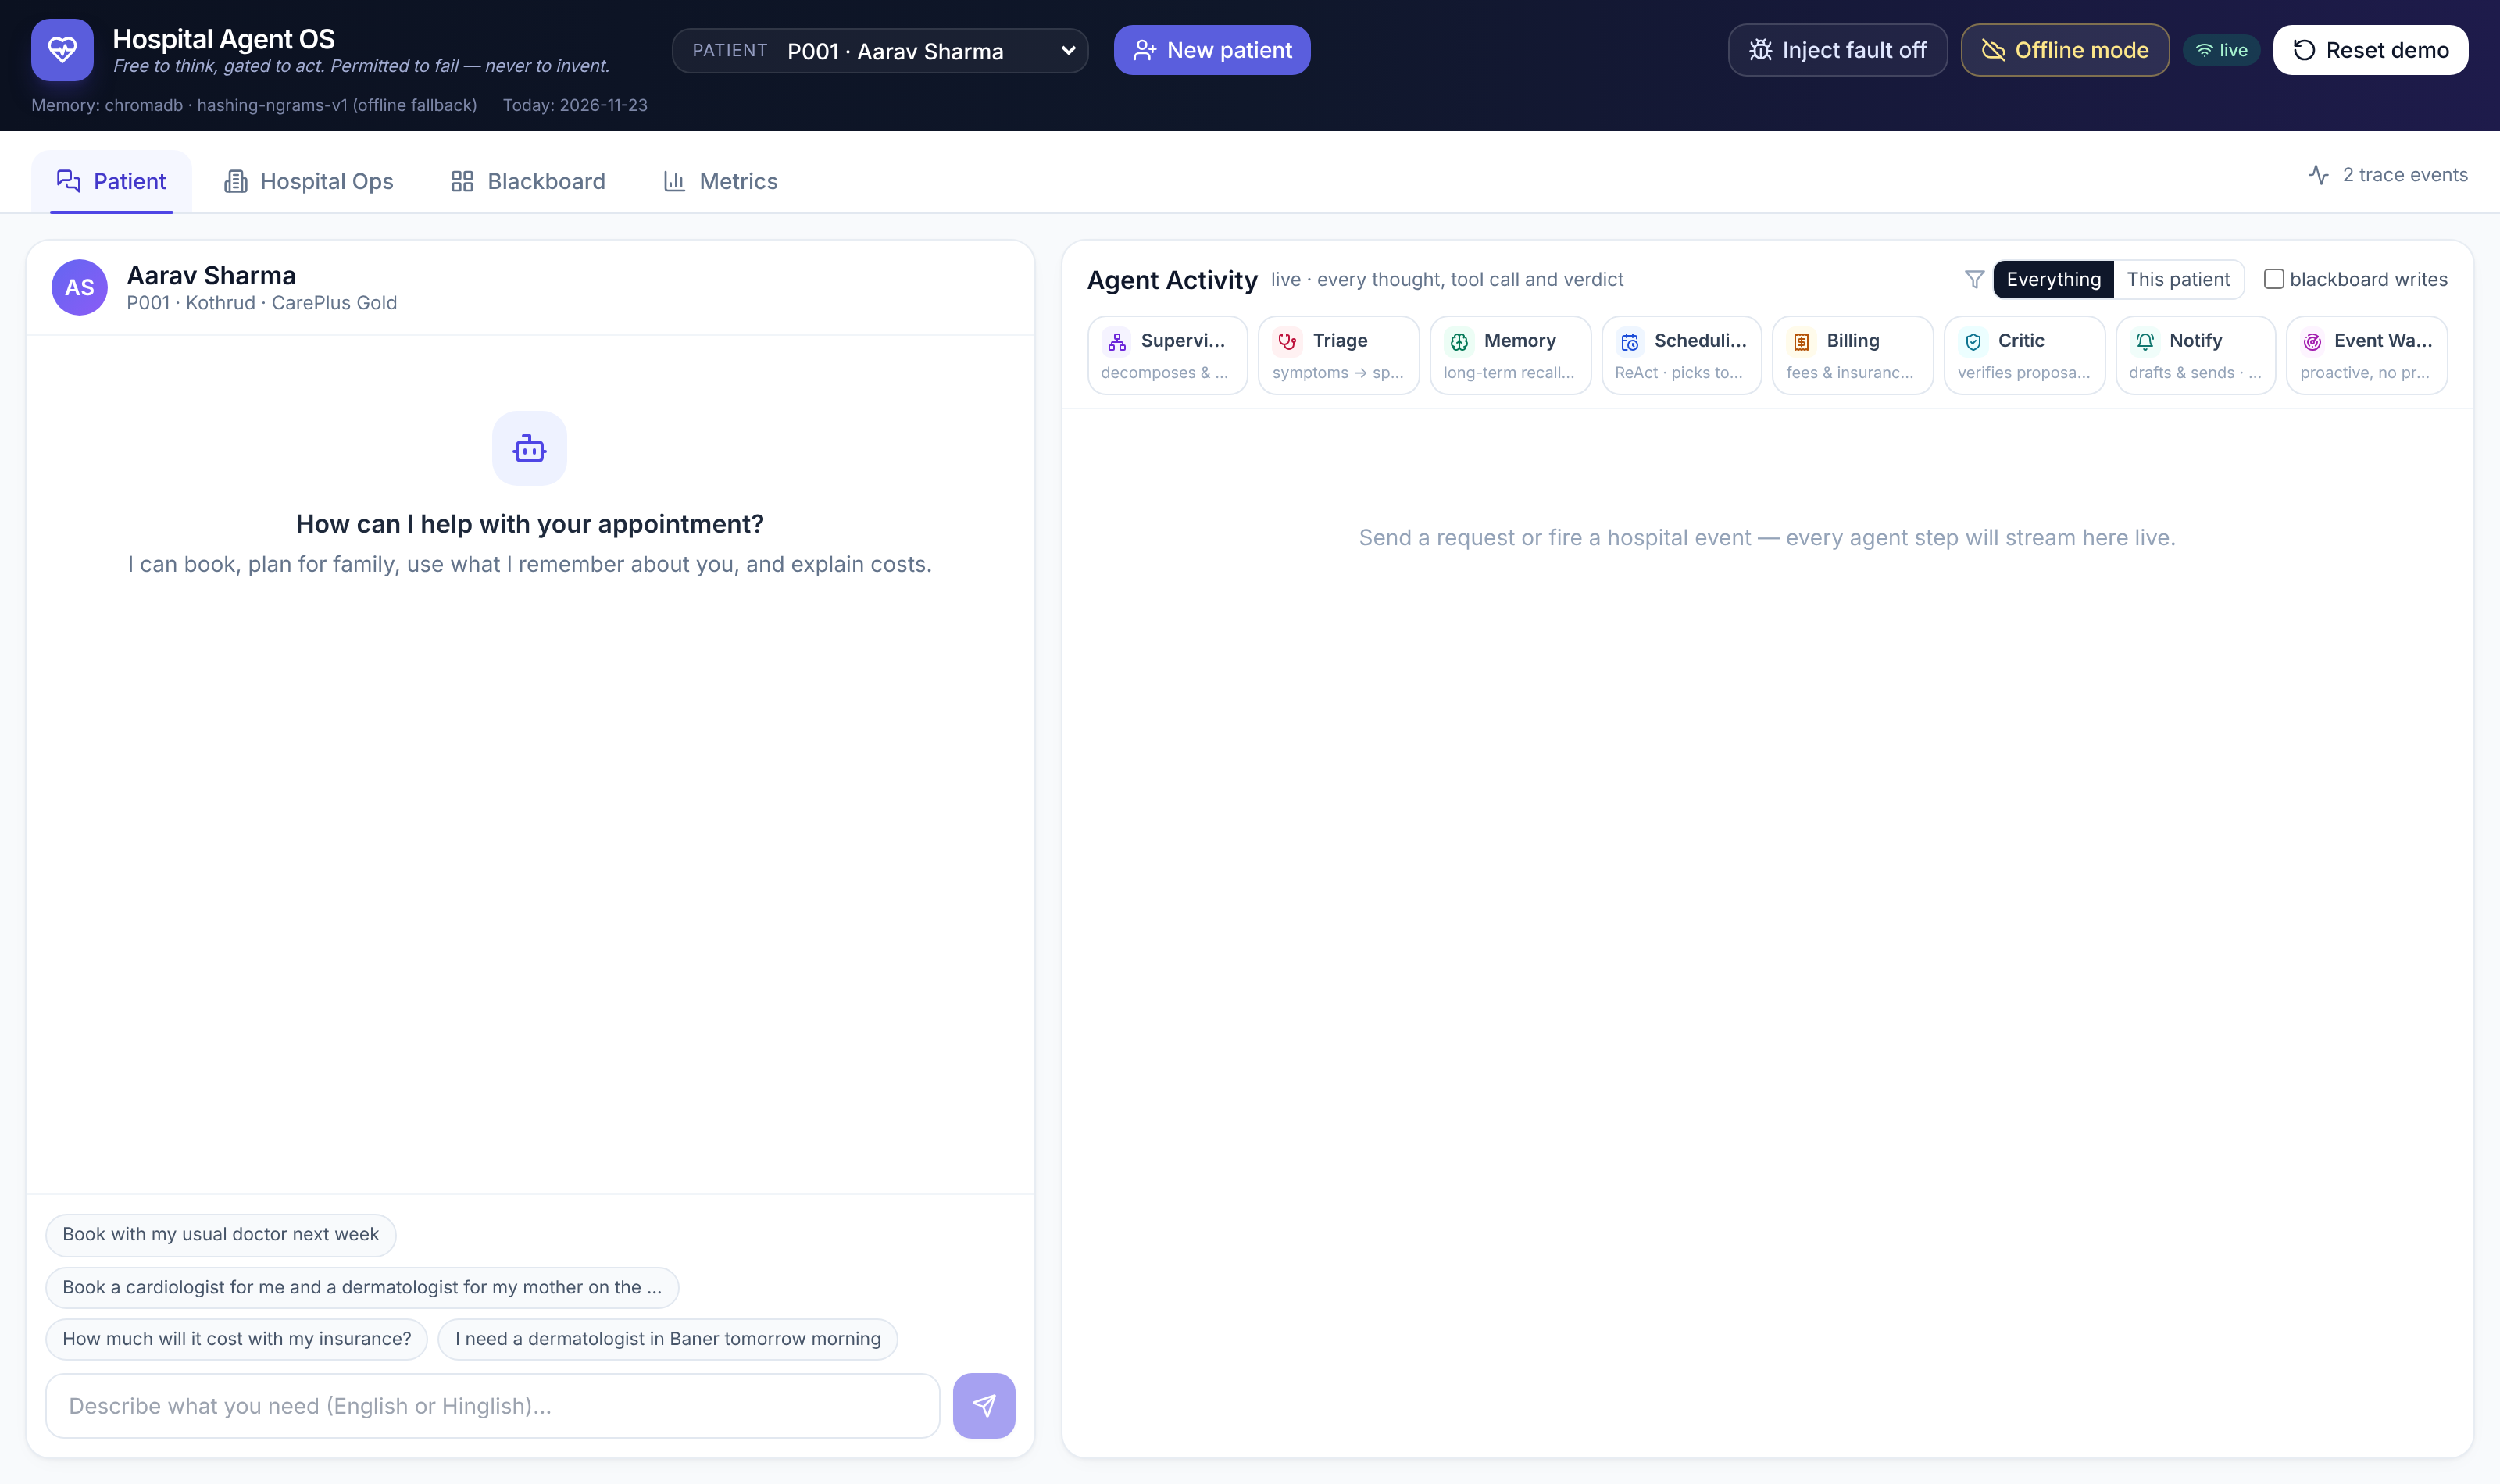 Hospital Agent OS
Free to think, gated to act. Permitted to fail — never to invent.
PATIENT P001 · Aarav Sharma
New patient
Inject fault off
Offline mode
live
Reset demo
Memory: chromadb · hashing-ngrams-v1 (offline fallback) Today: 2026-11-23
Patient
Hospital Ops
Blackboard
Metrics
2 trace events
AS
Aarav Sharma
P001 · Kothrud · CarePlus Gold
How can I help with your appointment?
I can book, plan for family, use what I remember about you, and explain costs.
Book with my usual doctor next week
Book a cardiologist for me and a dermatologist for my mother on the ...
How much will it cost with my insurance?
I need a dermatologist in Baner tomorrow morning
Describe what you need (English or Hinglish)...
Agent Activity live · every thought, tool call and verdict
Everything
This patient
blackboard writes
Supervi...
decomposes & ...
Triage
symptoms → sp...
Memory
long-term recall...
Scheduli...
ReAct · picks to...
Billing
fees & insuranc...
Critic
verifies proposa...
Notify
drafts & sends · ...
Event Wa...
proactive, no pr...
Send a request or fire a hospital event — every agent step will stream here live.